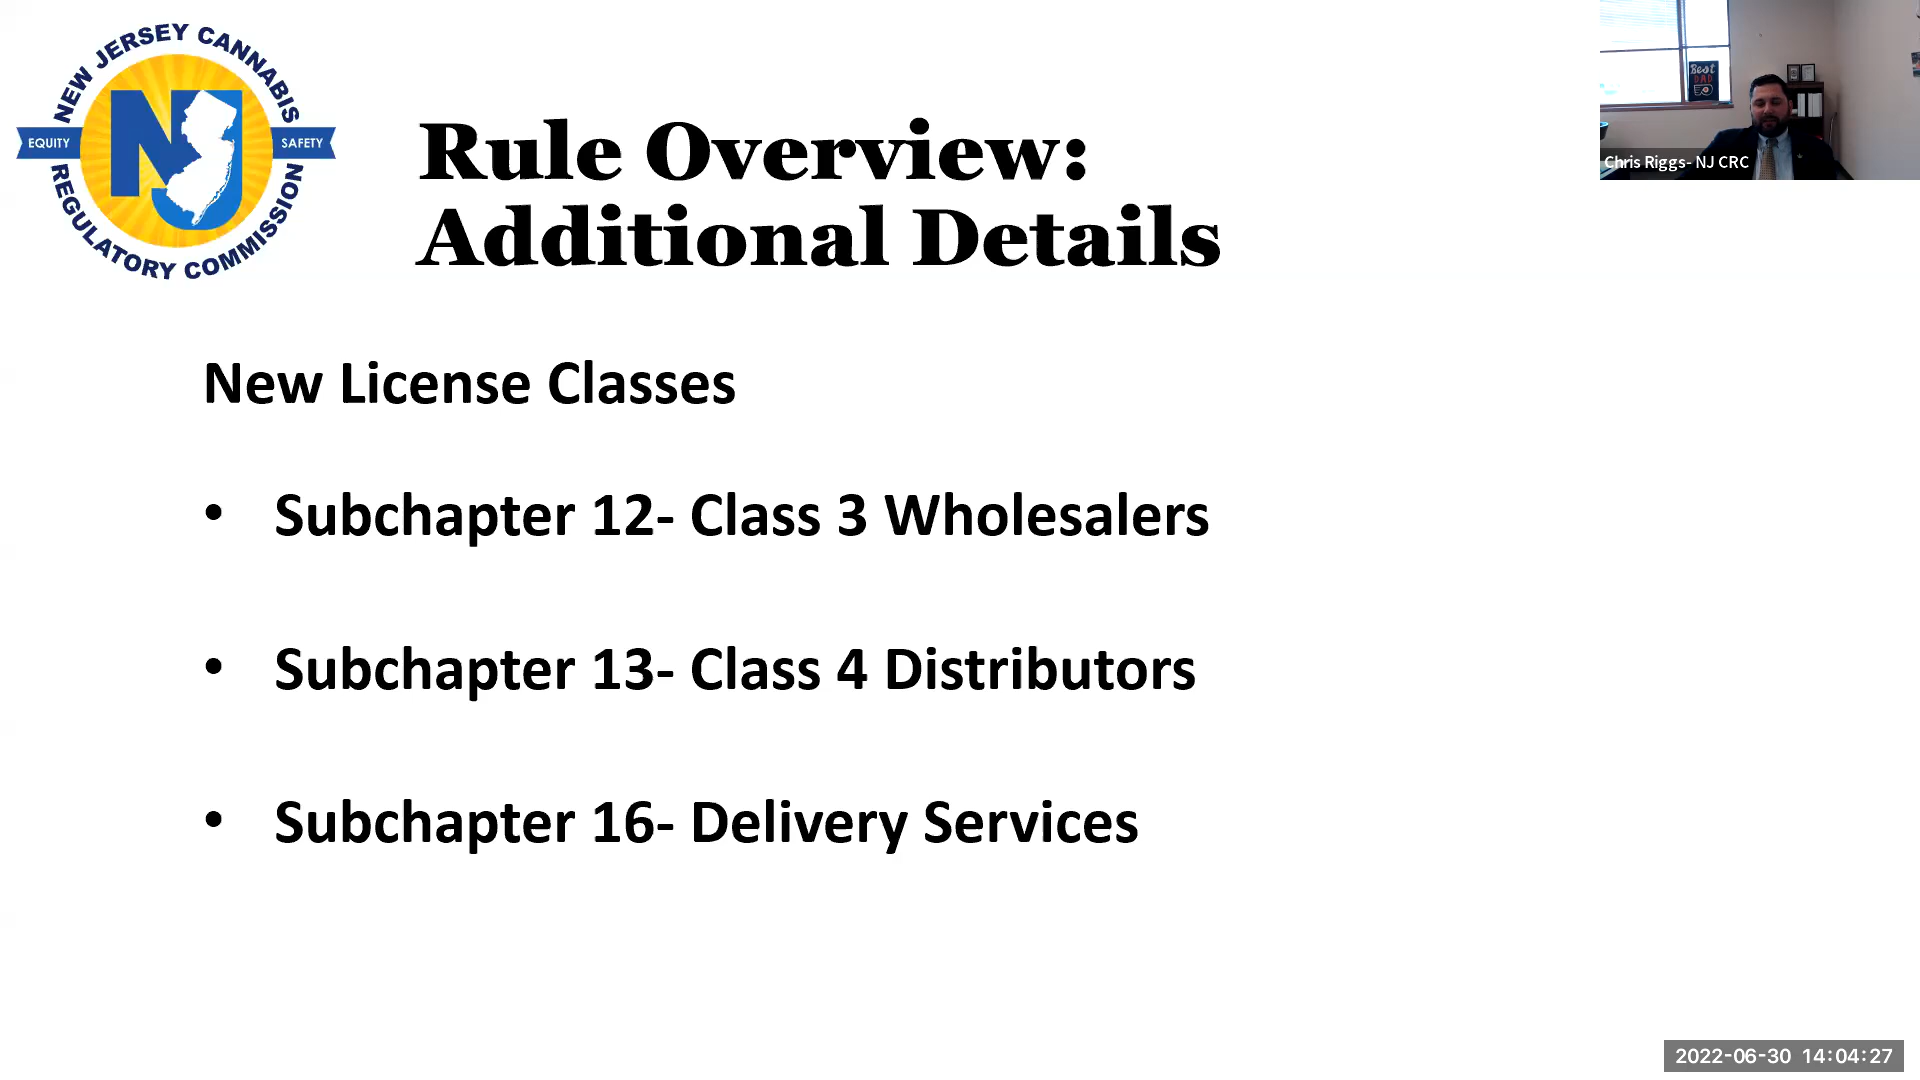 NEW JERSEY CANNABIS
EQUITY
SAFETY
REGULATORY COMMISSION
NJ
Rule Overview:
Additional Details
Best
DAD
Chris Riggs- NJ CRC
New License Classes
• Subchapter 12- Class 3 Wholesalers
• Subchapter 13- Class 4 Distributors
• Subchapter 16- Delivery Services
2022-06-30 14:04:27